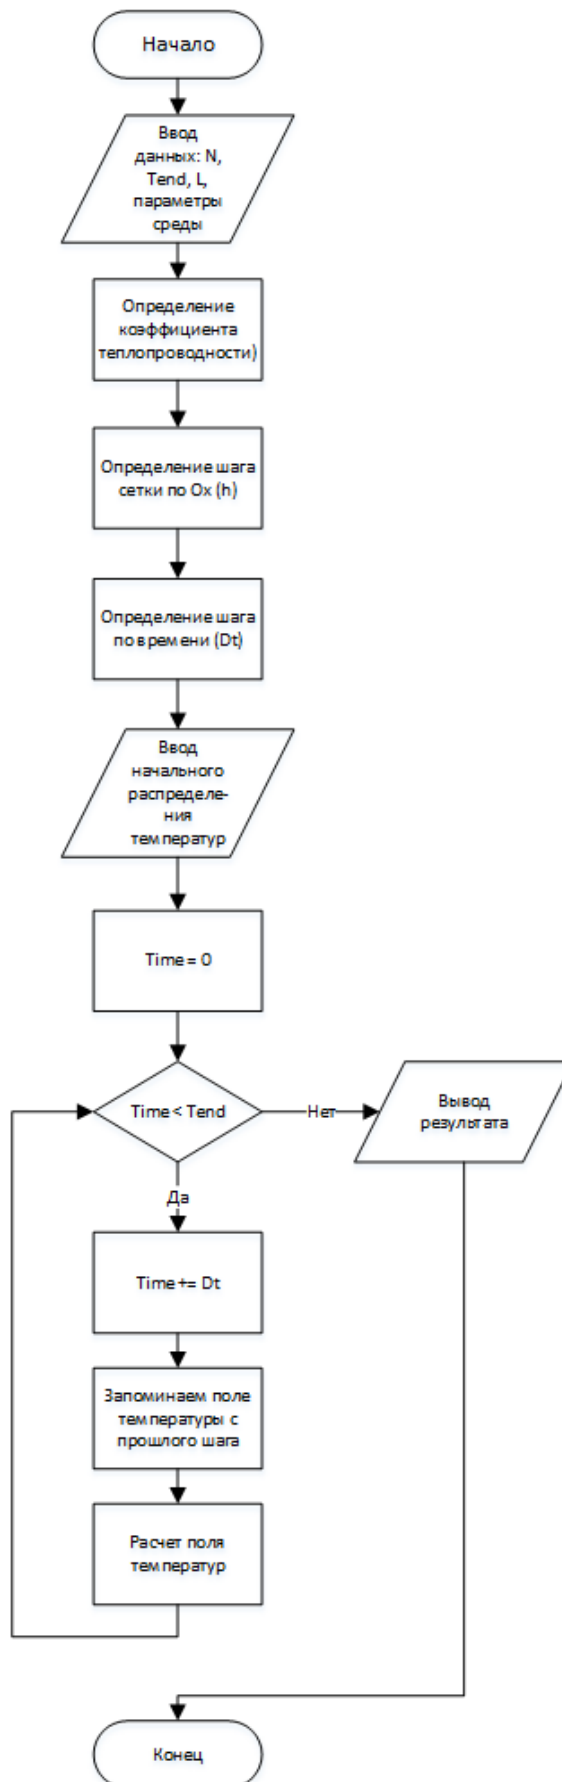 Начало
Ввод
данных: N,
Tend, L,
параметры
среды
Определение
коэффициента
теплопроводности)
Определение шага
сетки по Ox (h)
Определение шага
по времени (Dt)
Ввод
начального
распределе-
ния
температур
Time = 0
Time < Tend
Нет
Вывод
результата
Да
Time += Dt
Запоминаем поле
температуры с
прошлого шага
Расчет поля
температур
Конец